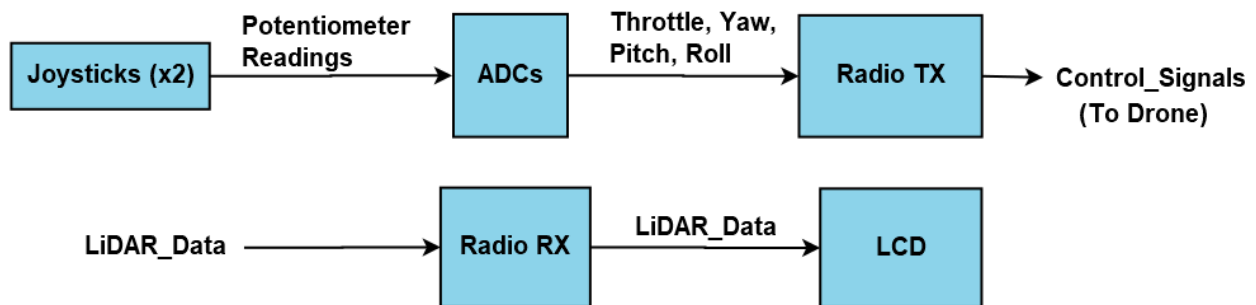 Potentiometer
Readings
Throttle, Yaw,
Pitch, Roll
Joysticks (x2)
ADCs
Radio TX
Control_Signals
(To Drone)
LiDAR_Data
Radio RX
LiDAR_Data
LCD